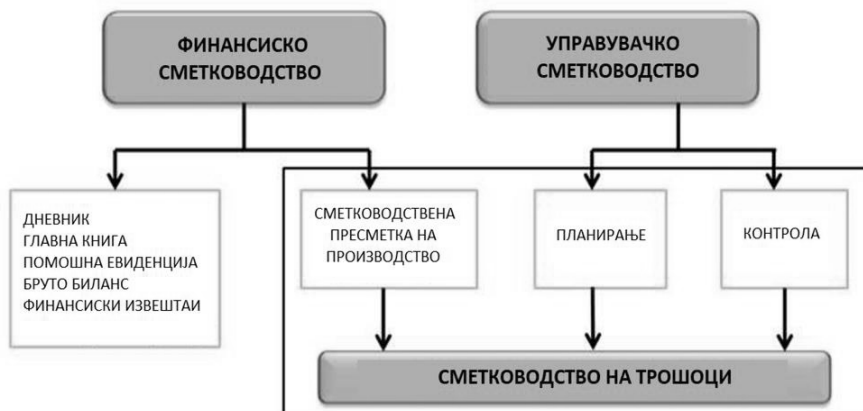 ФИНАНСИСКО
СМЕТКОВОДСТВО
УПРАВУВАЧКО
СМЕТКОВОДСТВО
ДНЕВНИК
ГЛАВНА КНИГА
ПОМОШНА ЕВИДЕНЦИЈА
БРУТО БИЛАНС
ФИНАНСИСКИ ИЗВЕШТАИ
СМЕТКОВОДСТВЕНА
ПРЕСМЕТКА НА
ПРОИЗВОДСТВО
ПЛАНИРАЊЕ
КОНТРОЛА
СМЕТКОВОДСТВО НА ТРОШОЦИ